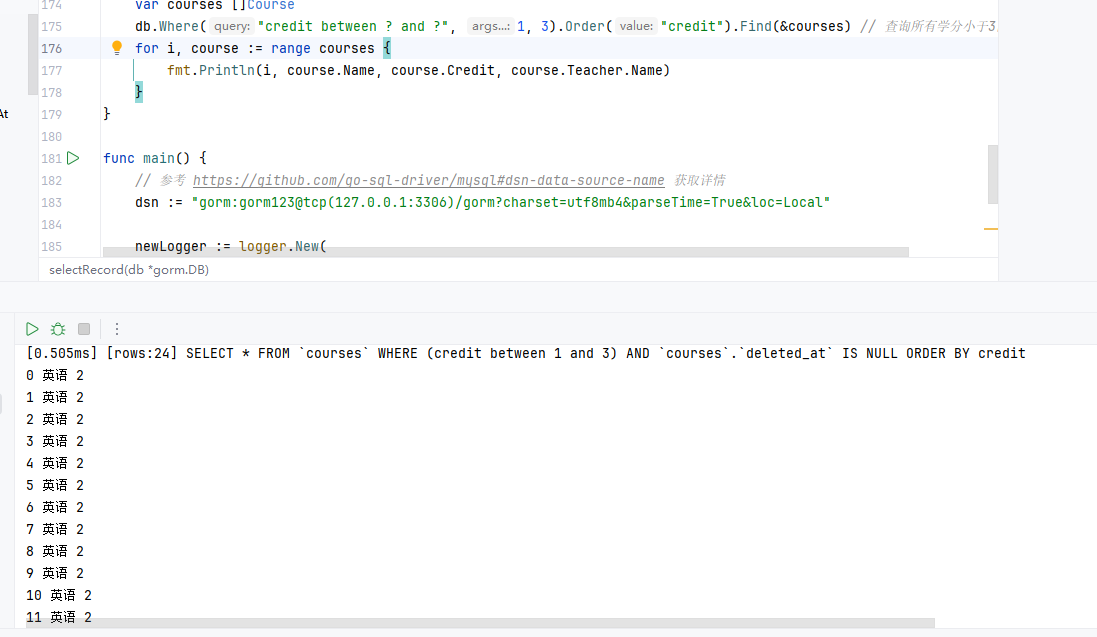 174 var courses []Course
175 db.Where( query: "credit between ? and ?", args...: 1, 3).Order( value: "credit").Find(&courses) // 查询所有学分小于3
176 for i, course := range courses {
177 fmt.Println(i, course.Name, course.Credit, course.Teacher.Name)
At
178 }
179 }
180
181 func main() {
182 // 参考 https://github.com/go-sql-driver/mysql#dsn-data-source-name 获取详情
183 dsn := "gorm:gorm123@tcp(127.0.0.1:3306)/gorm?charset=utf8mb4&parseTime=True&loc=Local"
184
185 newLogger := logger.New(
selectRecord(db *gorm.DB)
[0.505ms] [rows:24] SELECT * FROM `courses` WHERE (credit between 1 and 3) AND `courses`.`deleted_at` IS NULL ORDER BY credit
0 英语 2
1 英语 2
2 英语 2
3 英语 2
4 英语 2
5 英语 2
6 英语 2
7 英语 2
8 英语 2
9 英语 2
10 英语 2
11 英语 2